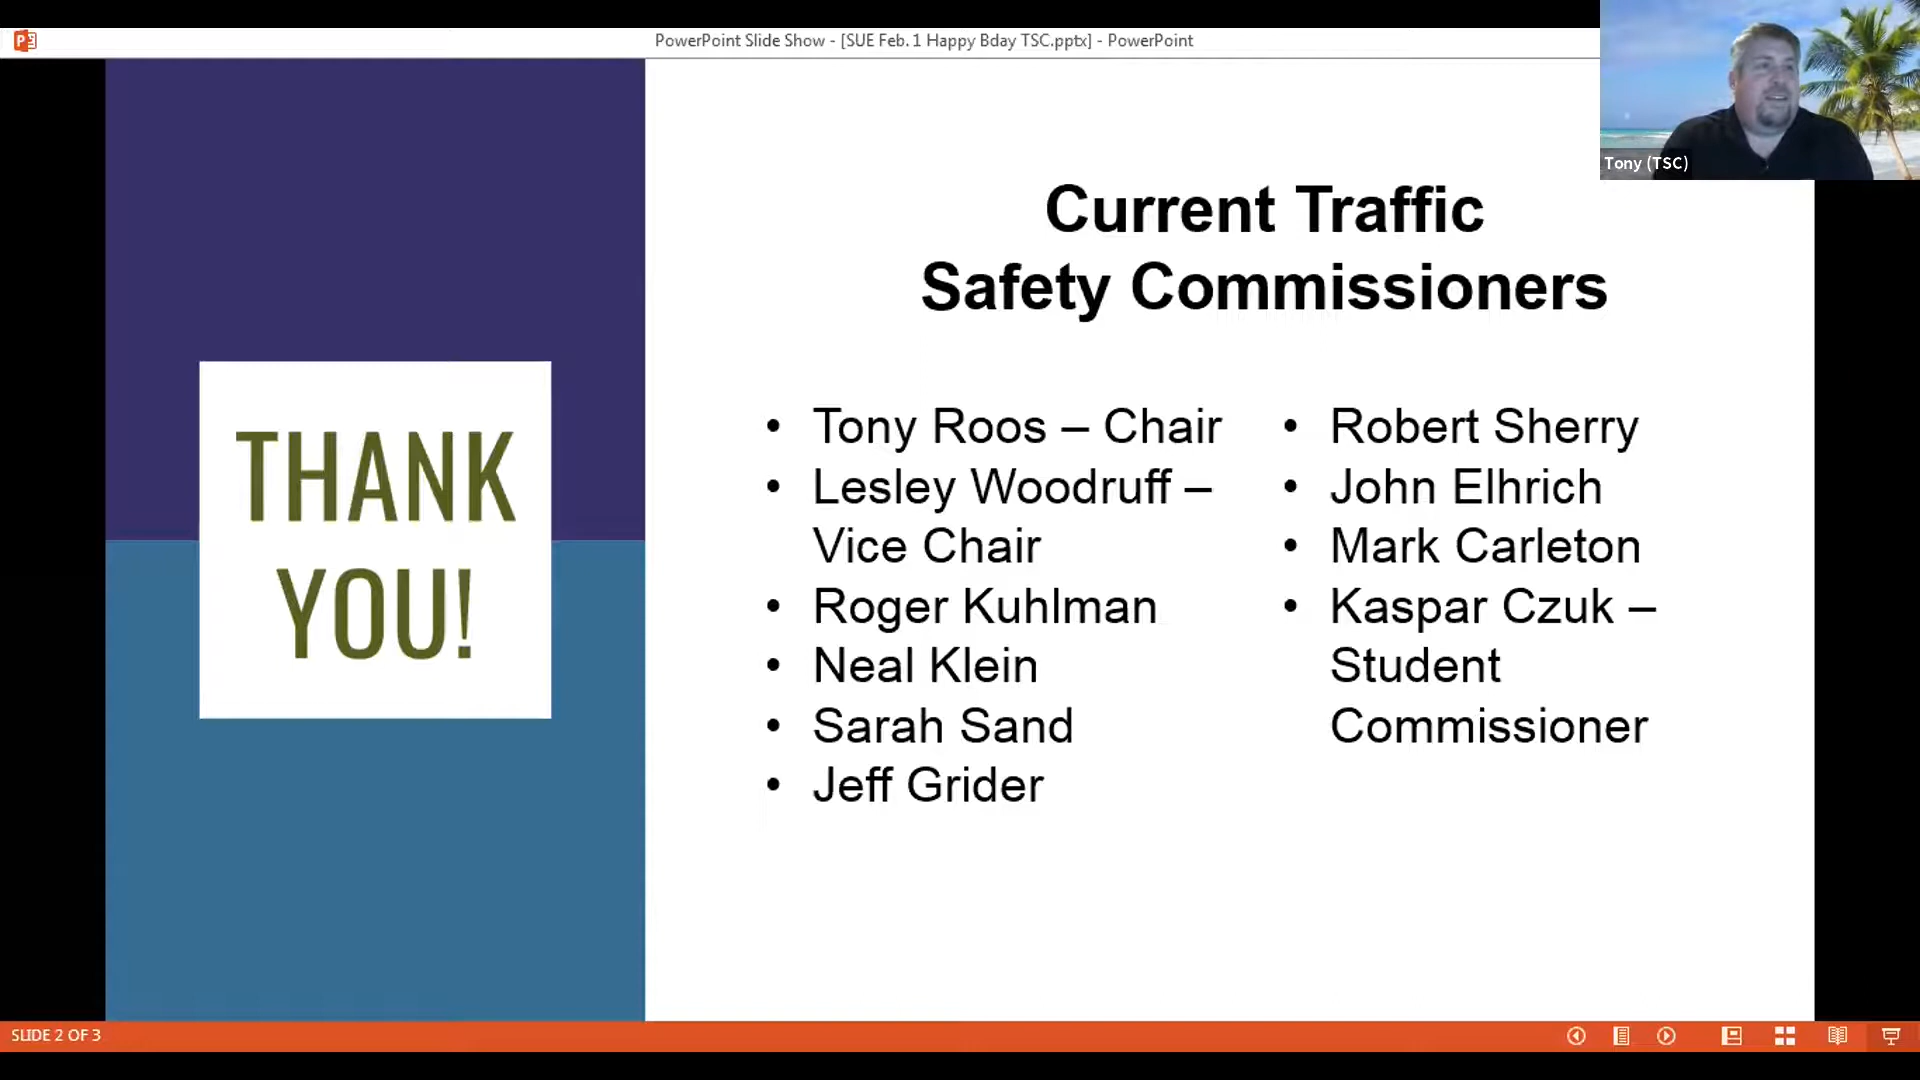 PowerPoint Slide Show - [SUE Feb. 1 Happy Bday TSC.pptx] - PowerPoint
Tony (TSC)
Current Traffic
Safety Commissioners
THANK
YOU!
• Tony Roos – Chair
• Lesley Woodruff –
Vice Chair
• Roger Kuhlman
• Neal Klein
• Sarah Sand
• Jeff Grider
• Robert Sherry
• John Elhrich
• Mark Carleton
• Kaspar Czuk –
Student
Commissioner
SLIDE 2 OF 3